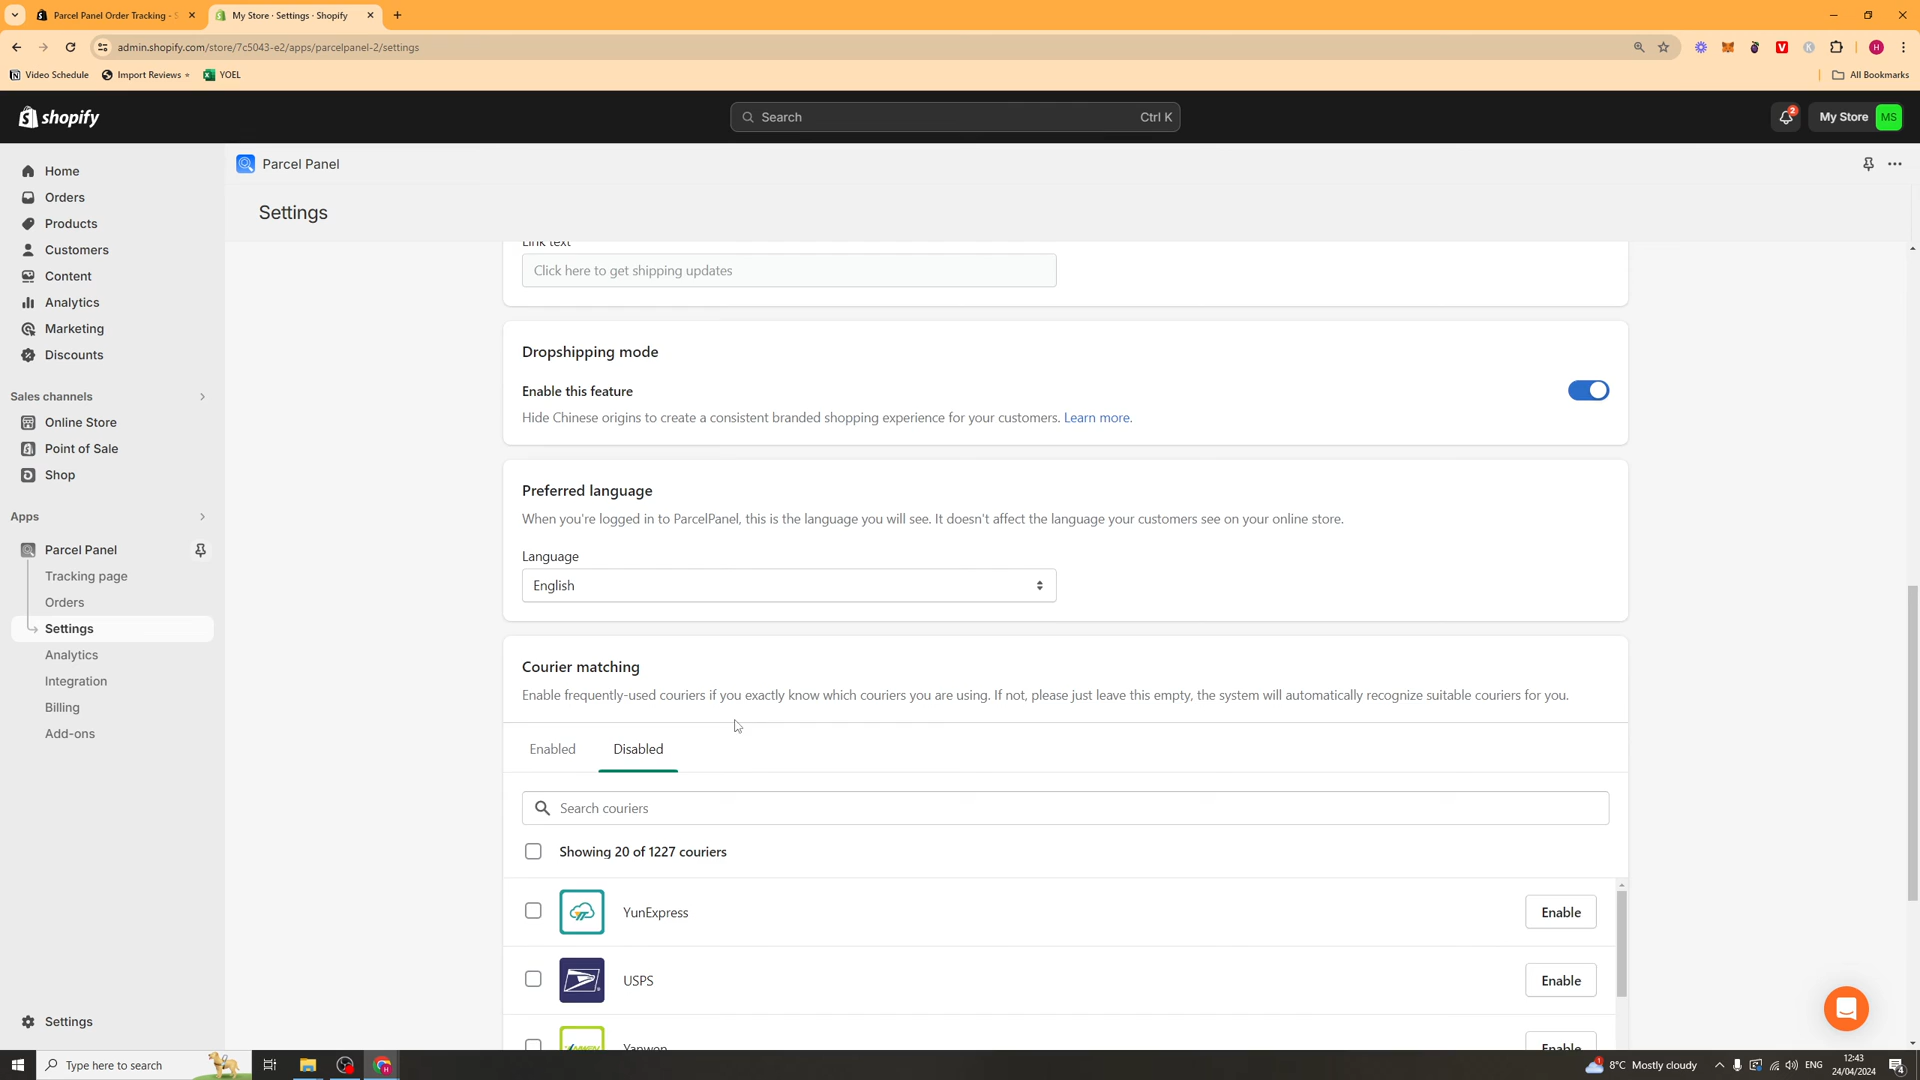 Parcel Panel Order Tracking - S
My Store · Settings · Shopify
admin.shopify.com/store/7c5043-e2/apps/parcelpanel-2/settings
Video Schedule
Import Reviews
YOEL
All Bookmarks
shopify
Search
Ctrl K
2
My Store
MS
Home
Orders
Products
Customers
Content
Analytics
Marketing
Discounts
Sales channels
Online Store
Point of Sale
Shop
Apps
Parcel Panel
Tracking page
Orders
Settings
Analytics
Integration
Billing
Add-ons
Settings
Parcel Panel
Settings
Link text
Click here to get shipping updates
Dropshipping mode
Enable this feature
Hide Chinese origins to create a consistent branded shopping experience for your customers. Learn more.
Preferred language
When you're logged in to ParcelPanel, this is the language you will see. It doesn't affect the language your customers see on your online store.
Language
English
Courier matching
Enable frequently-used couriers if you exactly know which couriers you are using. If not, please just leave this empty, the system will automatically recognize suitable couriers for you.
Enabled
Disabled
Search couriers
Showing 20 of 1227 couriers
YunExpress
Enable
USPS
Enable
Yanwen
Enable
Type here to search
1
8°C Mostly cloudy
ENG
12:43
24/04/2024
4